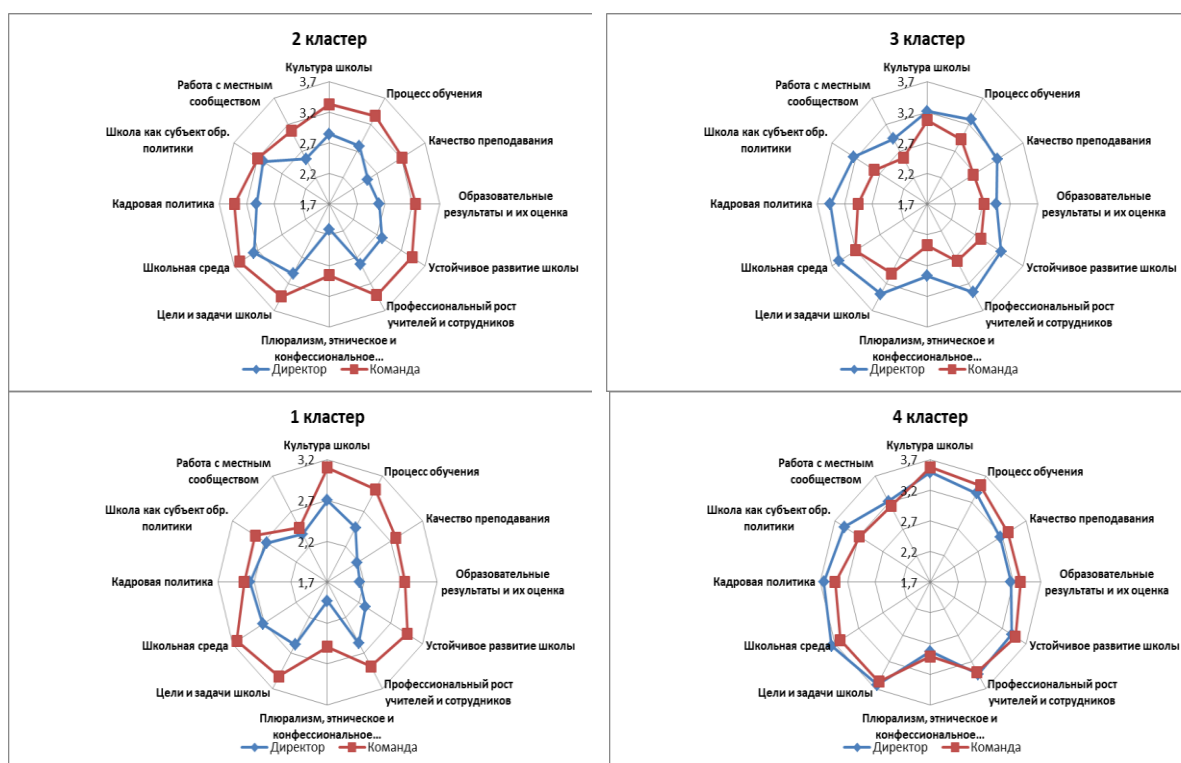 2 кластер
Культура школы
3,7
Работа с местным
сообществом
Процесс обучения
3,2
Школа как субъект обр.
политики
2,7
Качество преподавания
2,2
Кадровая политика
1,7
Образовательные
результаты и их оценка
Школьная среда
Устойчивое развитие школы
Цели и задачи школы
Профессиональный рост
учителей и сотрудников
Плюрализм, этническое и
конфессиональное...
Директор
Команда
3 кластер
Культура школы
3,7
Работа с местным
сообществом
Процесс обучения
3,2
Школа как субъект обр.
политики
2,7
Качество преподавания
2,2
Кадровая политика
1,7
Образовательные
результаты и их оценка
Школьная среда
Устойчивое развитие школы
Цели и задачи школы
Профессиональный рост
учителей и сотрудников
Плюрализм, этническое и
конфессиональное...
Директор
Команда
1 кластер
Культура школы
3,2
Работа с местным
сообществом
Процесс обучения
2,7
Школа как субъект обр.
политики
Качество преподавания
2,2
Кадровая политика
1,7
Образовательные
результаты и их оценка
Школьная среда
Устойчивое развитие школы
Цели и задачи школы
Профессиональный рост
учителей и сотрудников
Плюрализм, этническое и
конфессиональное...
Директор
Команда
4 кластер
Культура школы
3,7
Работа с местным
сообществом
Процесс обучения
3,2
Школа как субъект обр.
политики
2,7
Качество преподавания
2,2
Кадровая политика
1,7
Образовательные
результаты и их оценка
Школьная среда
Устойчивое развитие школы
Цели и задачи школы
Профессиональный рост
учителей и сотрудников
Плюрализм, этническое и
конфессиональное...
Директор
Команда